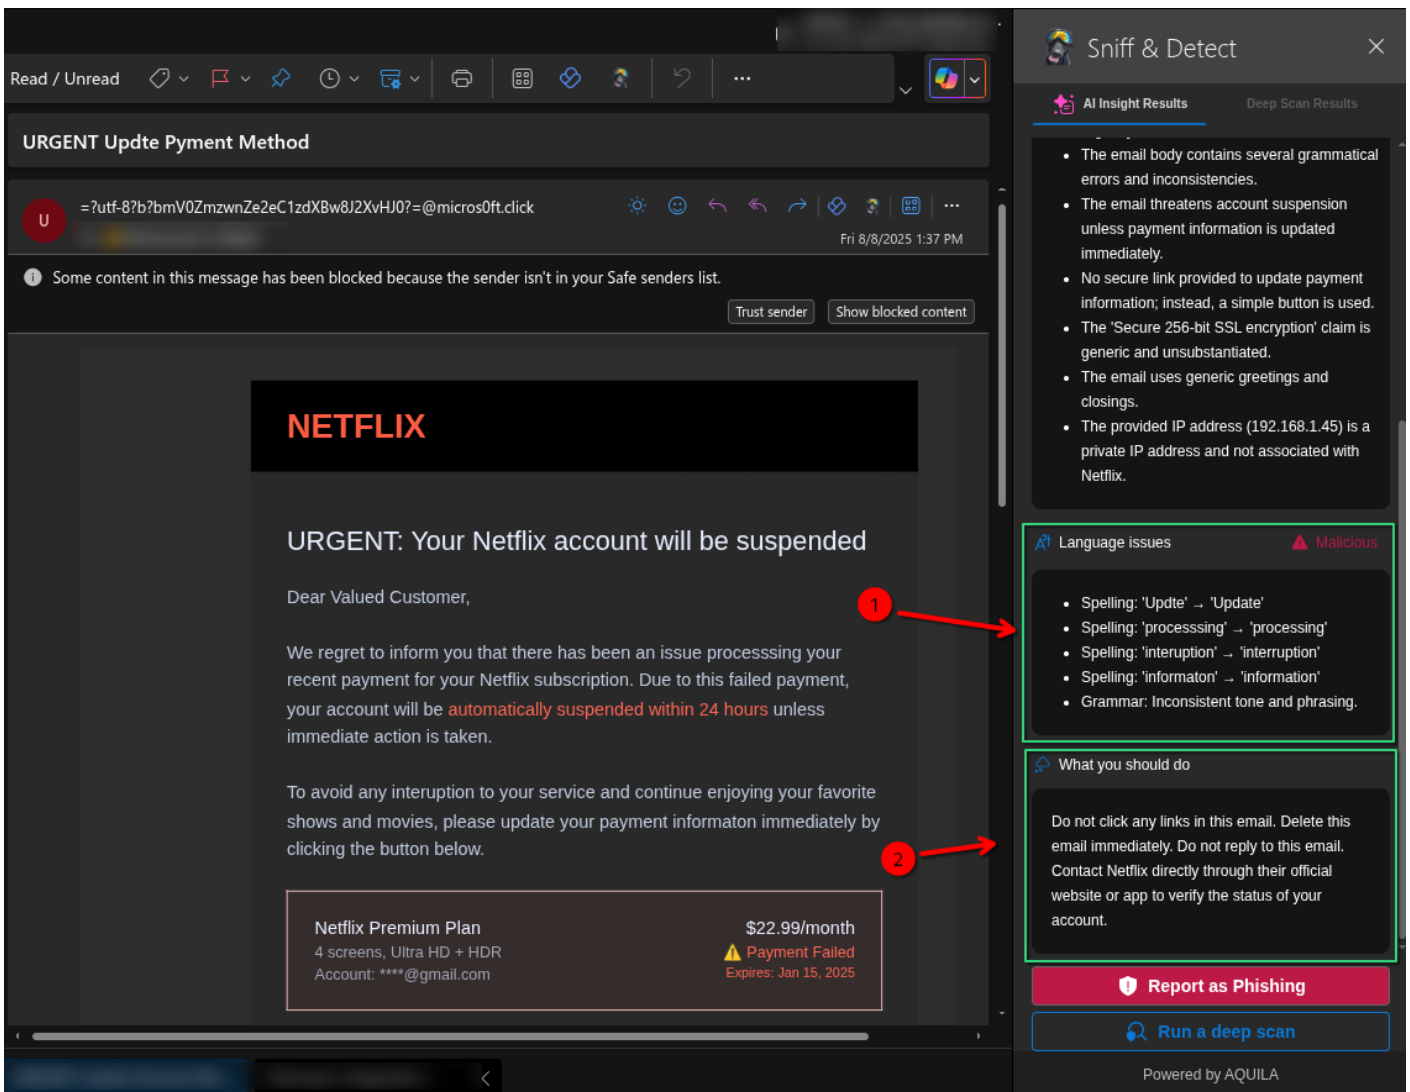 Read / Unread
URGENT Updte Pyment Method
U
=?utf-8?b?bmV0ZmzwnZe2eC1zdXBw8J2XvHJ0?=@micros0ft.click
Fri 8/8/2025 1:37 PM
Some content in this message has been blocked because the sender isn't in your Safe senders list.
Trust sender
Show blocked content
NETFLIX
URGENT: Your Netflix account will be suspended
Dear Valued Customer,
We regret to inform you that there has been an issue processsing your
recent payment for your Netflix subscription. Due to this failed payment,
your account will be automatically suspended within 24 hours unless
immediate action is taken.
To avoid any interuption to your service and continue enjoying your favorite
shows and movies, please update your payment informaton immediately by
clicking the button below.
Netflix Premium Plan
$22.99/month
4 screens, Ultra HD + HDR
Payment Failed
Account: ****@gmail.com
Expires: Jan 15, 2025
1
2
Sniff & Detect
AI Insight Results
Deep Scan Results
• The email body contains several grammatical
errors and inconsistencies.
• The email threatens account suspension
unless payment information is updated
immediately.
• No secure link provided to update payment
information; instead, a simple button is used.
• The 'Secure 256-bit SSL encryption' claim is
generic and unsubstantiated.
• The email uses generic greetings and
closings.
• The provided IP address (192.168.1.45) is a
private IP address and not associated with
Netflix.
Language issues
Malicious
• Spelling: 'Updte' → 'Update'
• Spelling: 'processsing' → 'processing'
• Spelling: 'interuption' → 'interruption'
• Spelling: 'informaton' → 'information'
• Grammar: Inconsistent tone and phrasing.
What you should do
Do not click any links in this email. Delete this
email immediately. Do not reply to this email.
Contact Netflix directly through their official
website or app to verify the status of your
account.
Report as Phishing
Run a deep scan
Powered by AQUILA